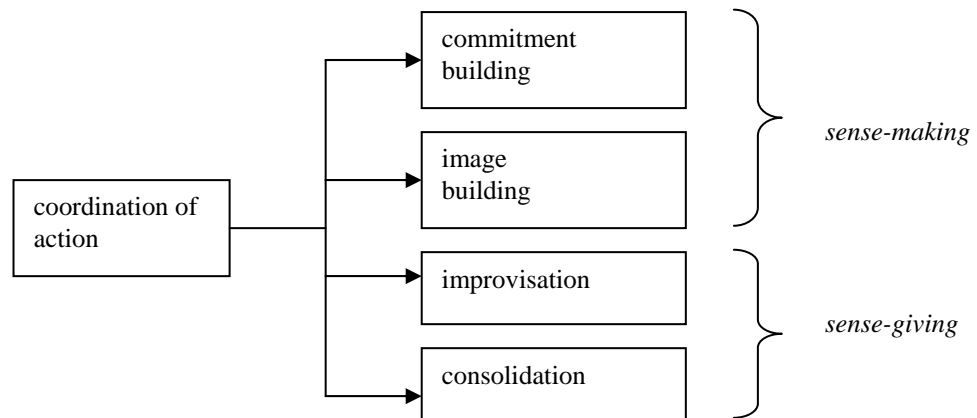 coordination of
action
commitment
building
image
building
improvisation
consolidation
sense-making
sense-giving